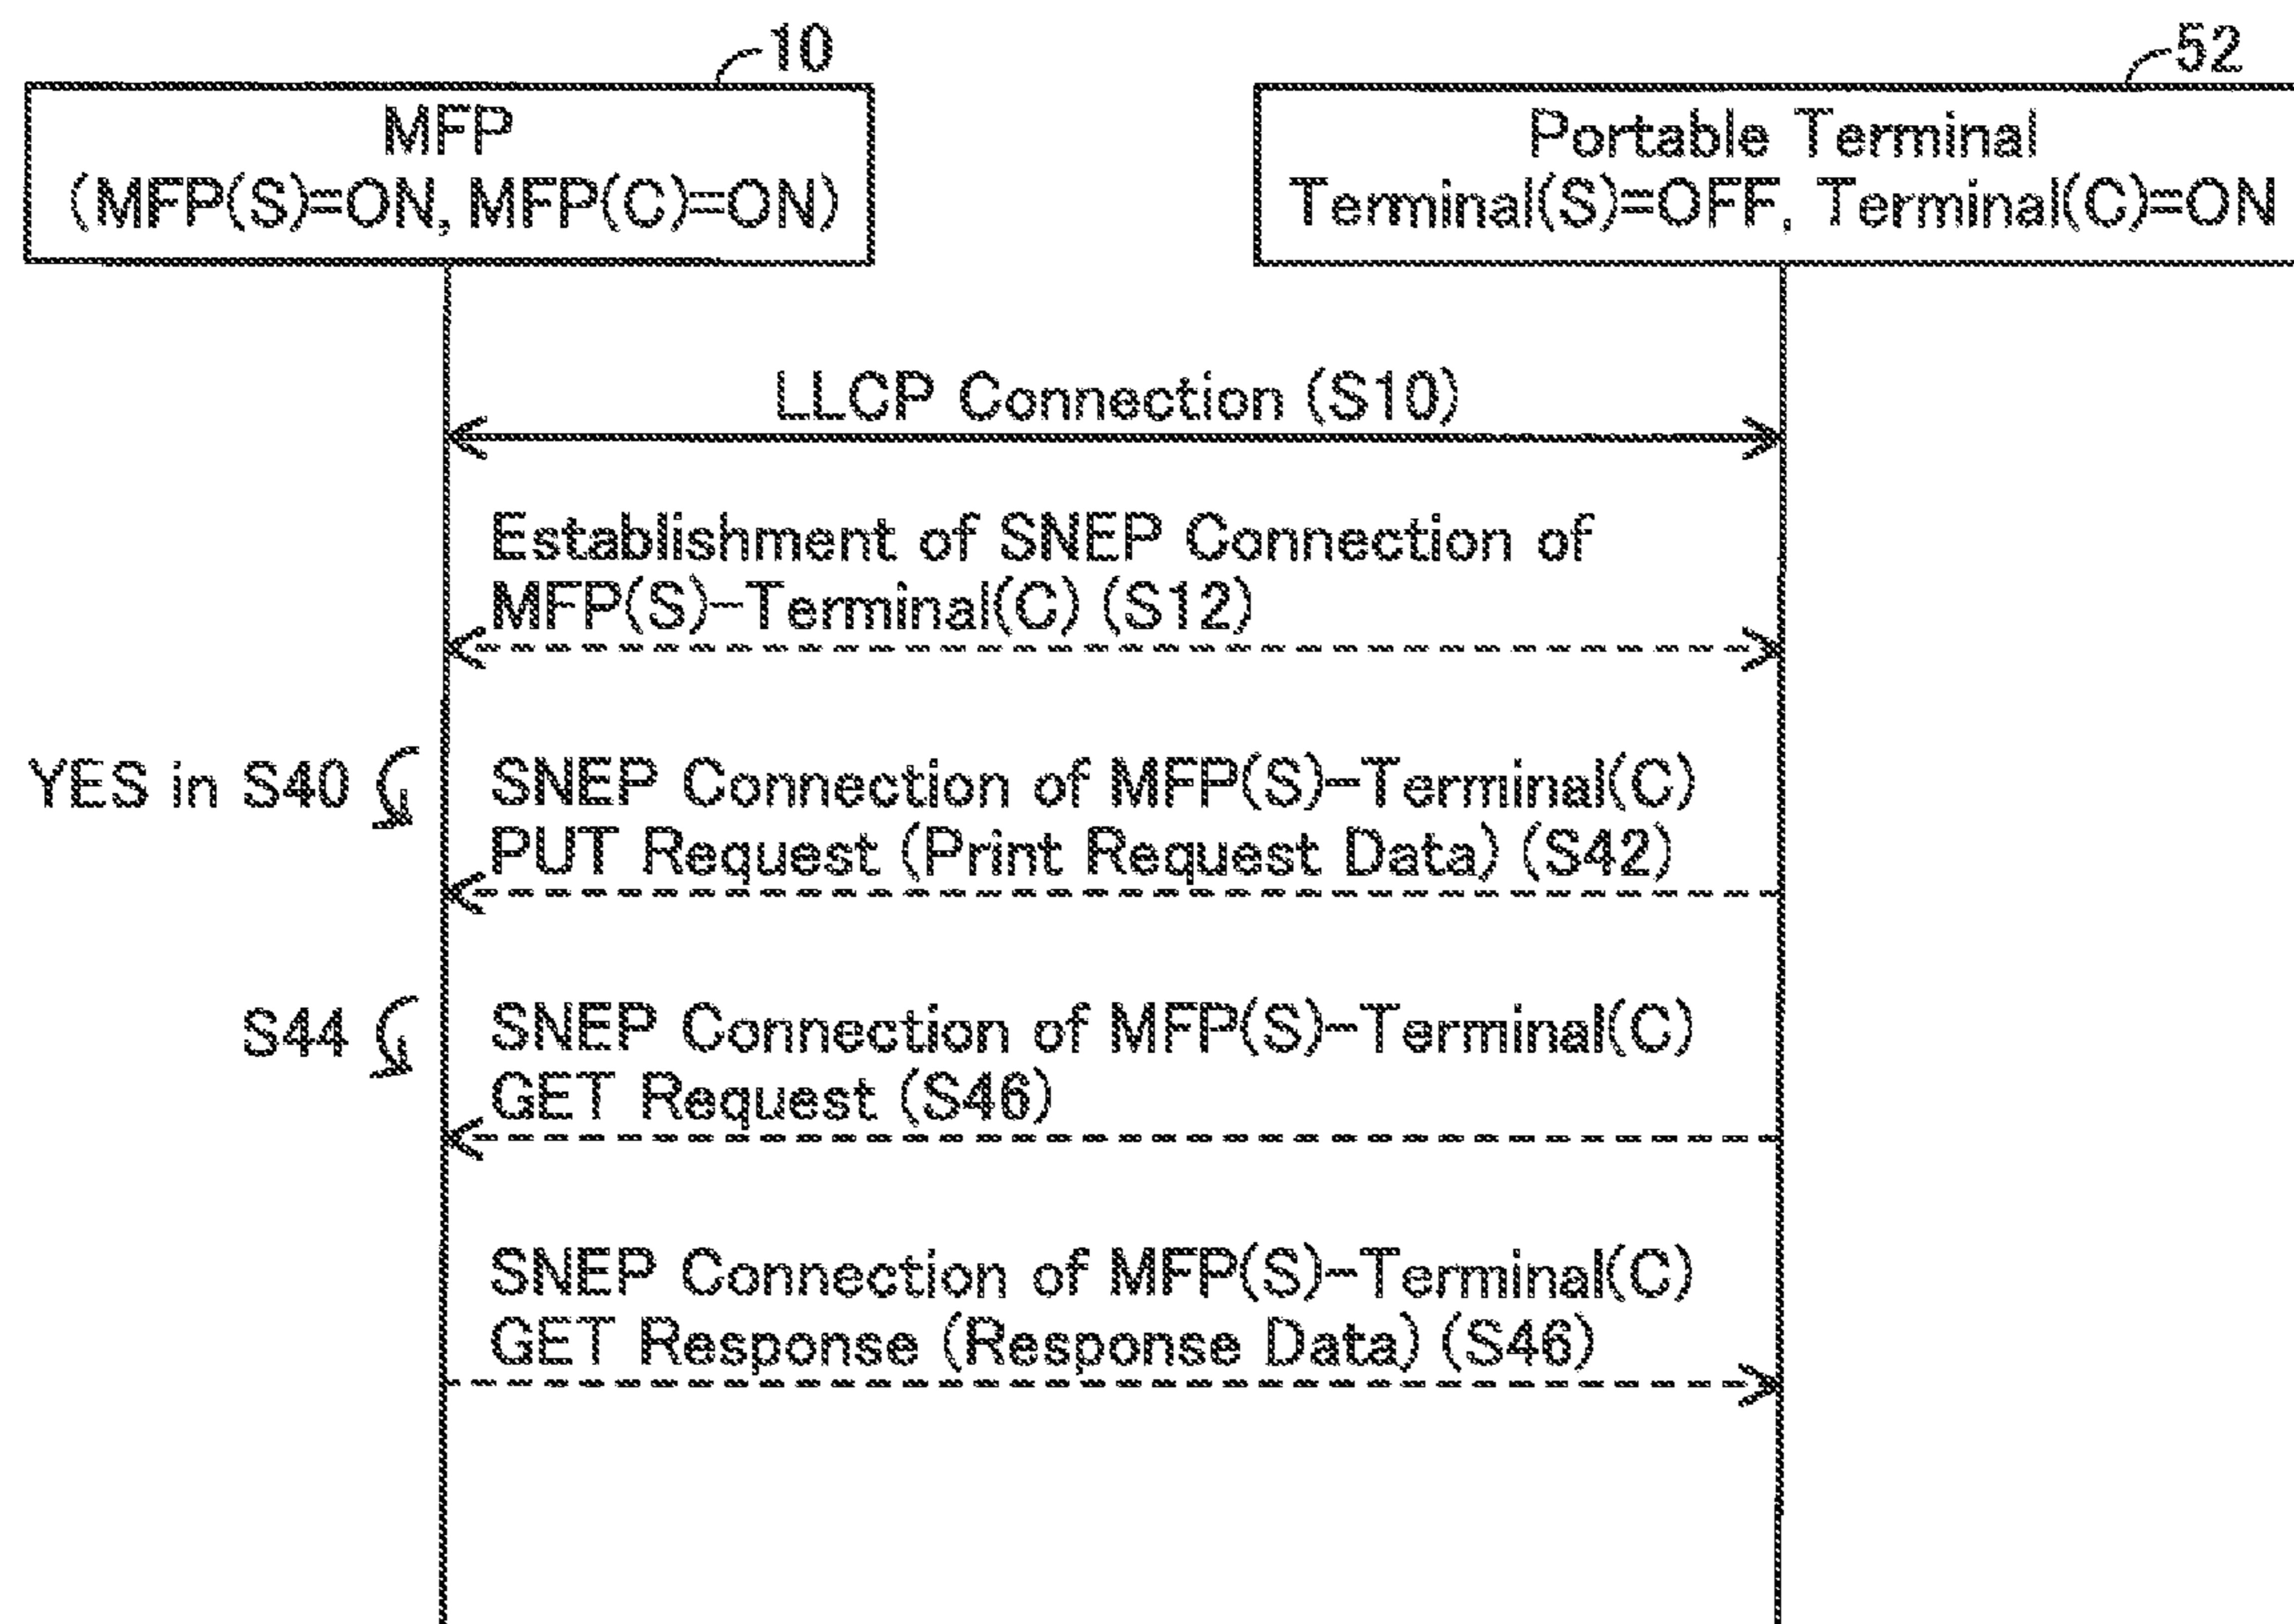 10
52
MFP
(MFP(S)=ON, MFP(C)=ON)
Portable Terminal
Terminal(S)=OFF, Terminal(C)=ON
LLCP Connection (S10)
Establishment of SNEP Connection of
MFP(S)-Terminal(C) (S12)
YES in S40
SNEP Connection of MFP(S)-Terminal(C)
PUT Request (Print Request Data) (S42)
S44
SNEP Connection of MFP(S)-Terminal(C)
GET Request (S46)
SNEP Connection of MFP(S)-Terminal(C)
GET Response (Response Data) (S46)